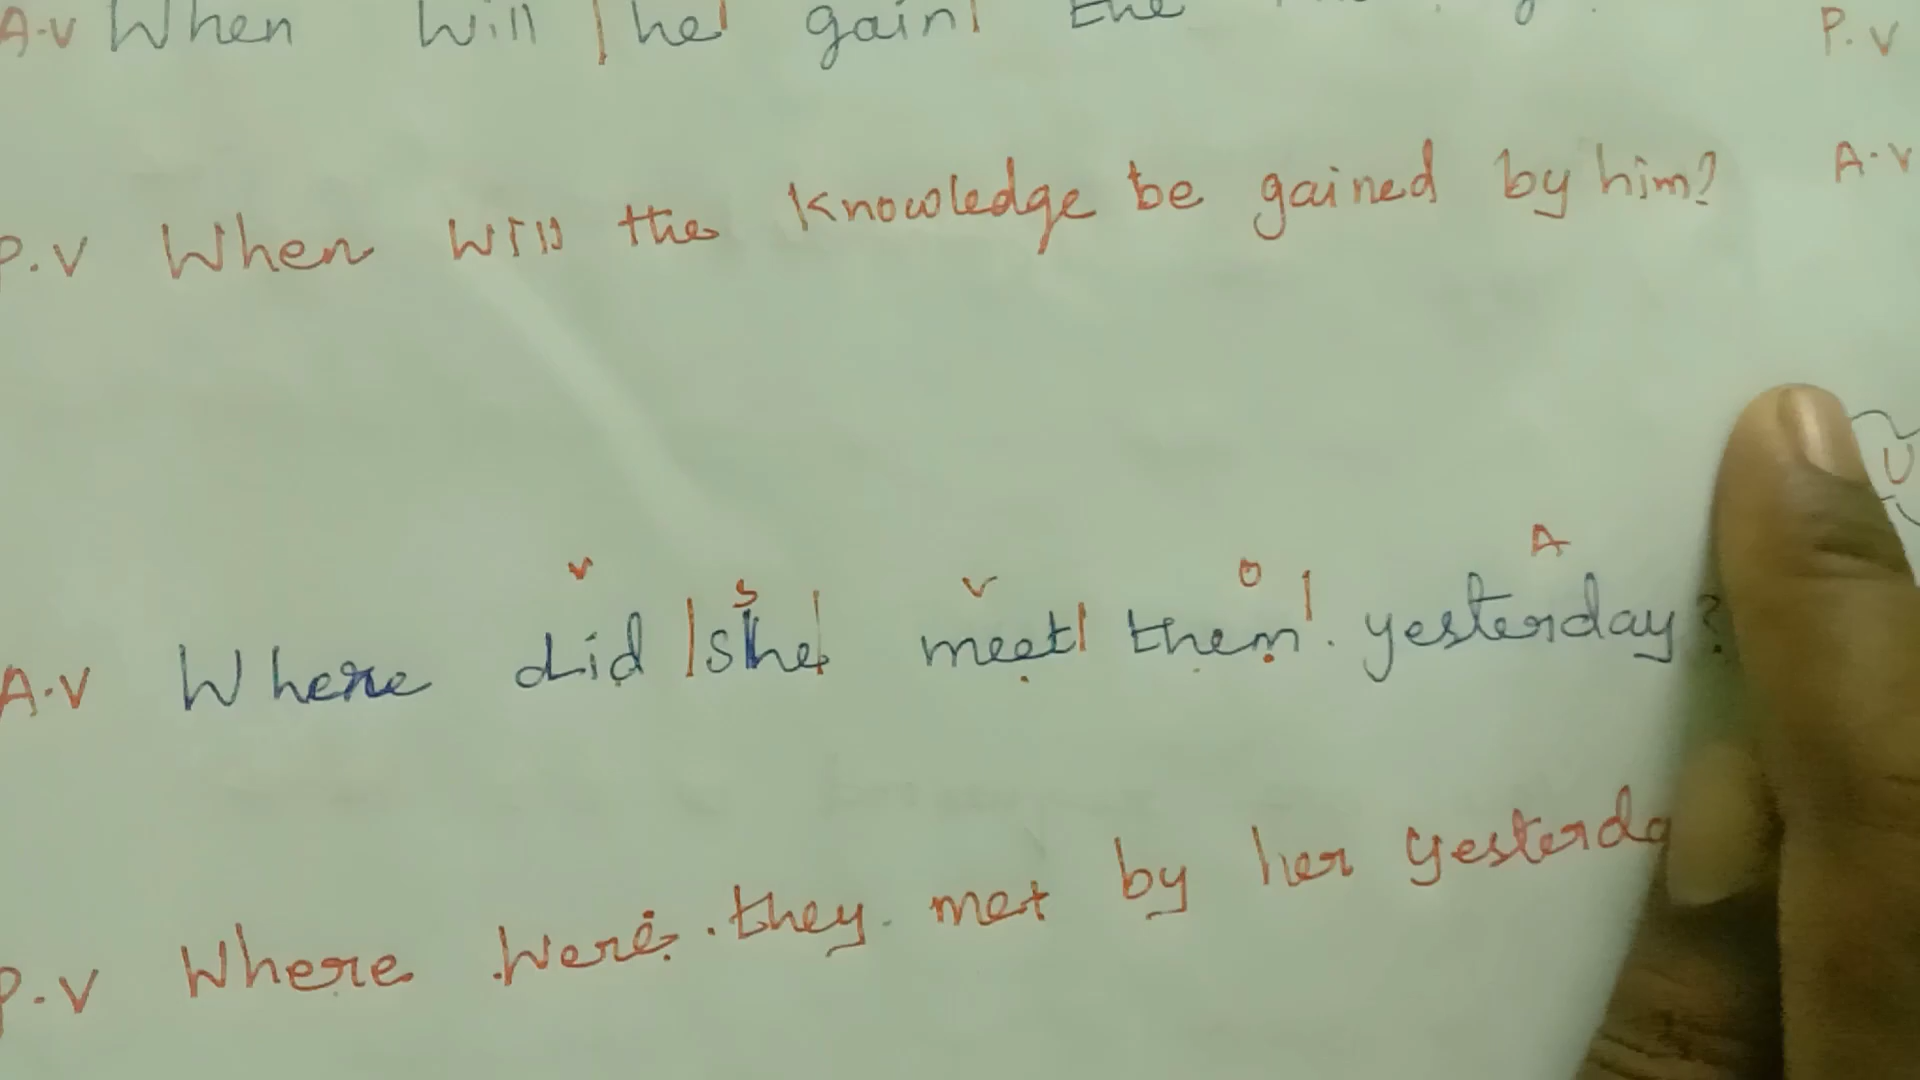 A.V When will | he | gain | the
P.V
P.V When will the knowledge be gained by him?
A.V
U
V S V O A
A.V Where did | she | meet | them | . yesterday?
P.V Where were they met by her yesterda